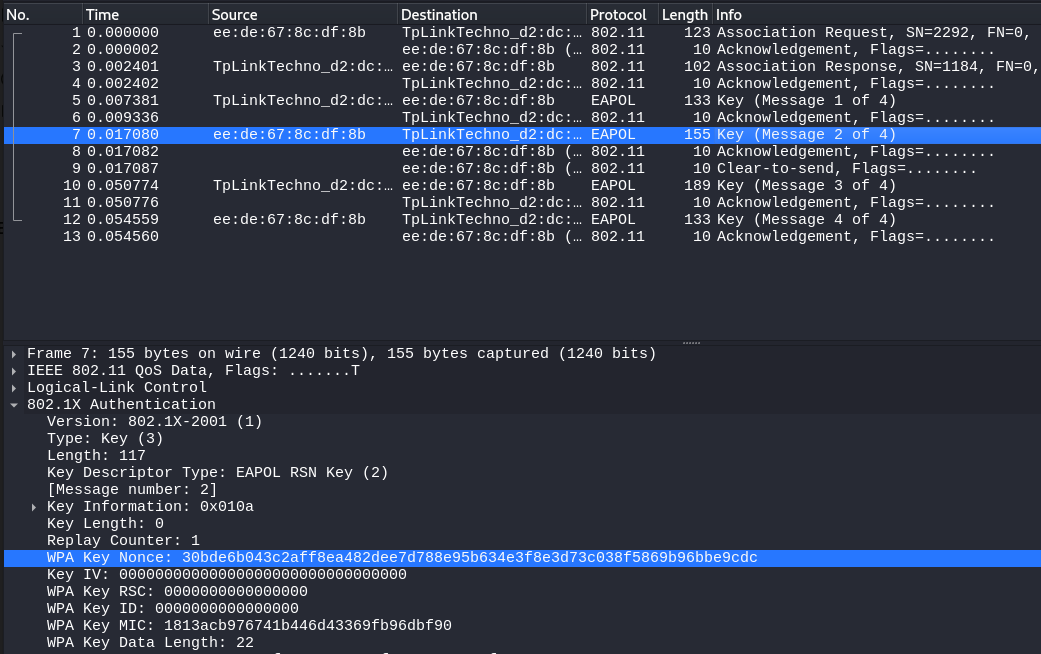 No. Time Source Destination Protocol Length Info
1 0.000000 ee:de:67:8c:df:8b TpLinkTechno_d2:dc:… 802.11 123 Association Request, SN=2292, FN=0,
2 0.000002 ee:de:67:8c:df:8b (… 802.11 10 Acknowledgement, Flags=........
3 0.002401 TpLinkTechno_d2:dc:… ee:de:67:8c:df:8b 802.11 102 Association Response, SN=1184, FN=0,
4 0.002402 TpLinkTechno_d2:dc:… 802.11 10 Acknowledgement, Flags=........
5 0.007381 TpLinkTechno_d2:dc:… ee:de:67:8c:df:8b EAPOL 133 Key (Message 1 of 4)
6 0.009336 TpLinkTechno_d2:dc:… 802.11 10 Acknowledgement, Flags=........
7 0.017080 ee:de:67:8c:df:8b TpLinkTechno_d2:dc:… EAPOL 155 Key (Message 2 of 4)
8 0.017082 ee:de:67:8c:df:8b (… 802.11 10 Acknowledgement, Flags=........
9 0.017087 ee:de:67:8c:df:8b (… 802.11 10 Clear-to-send, Flags=........
10 0.050774 TpLinkTechno_d2:dc:… ee:de:67:8c:df:8b EAPOL 189 Key (Message 3 of 4)
11 0.050776 TpLinkTechno_d2:dc:… 802.11 10 Acknowledgement, Flags=........
12 0.054559 ee:de:67:8c:df:8b TpLinkTechno_d2:dc:… EAPOL 133 Key (Message 4 of 4)
13 0.054560 ee:de:67:8c:df:8b (… 802.11 10 Acknowledgement, Flags=........
Frame 7: 155 bytes on wire (1240 bits), 155 bytes captured (1240 bits)
IEEE 802.11 QoS Data, Flags: .......T
Logical-Link Control
802.1X Authentication
Version: 802.1X-2001 (1)
Type: Key (3)
Length: 117
Key Descriptor Type: EAPOL RSN Key (2)
[Message number: 2]
Key Information: 0x010a
Key Length: 0
Replay Counter: 1
WPA Key Nonce: 30bde6b043c2aff8ea482dee7d788e95b634e3f8e3d73c038f5869b96bbe9cdc
Key IV: 00000000000000000000000000000000
WPA Key RSC: 0000000000000000
WPA Key ID: 0000000000000000
WPA Key MIC: 1813acb976741b446d43369fb96dbf90
WPA Key Data Length: 22